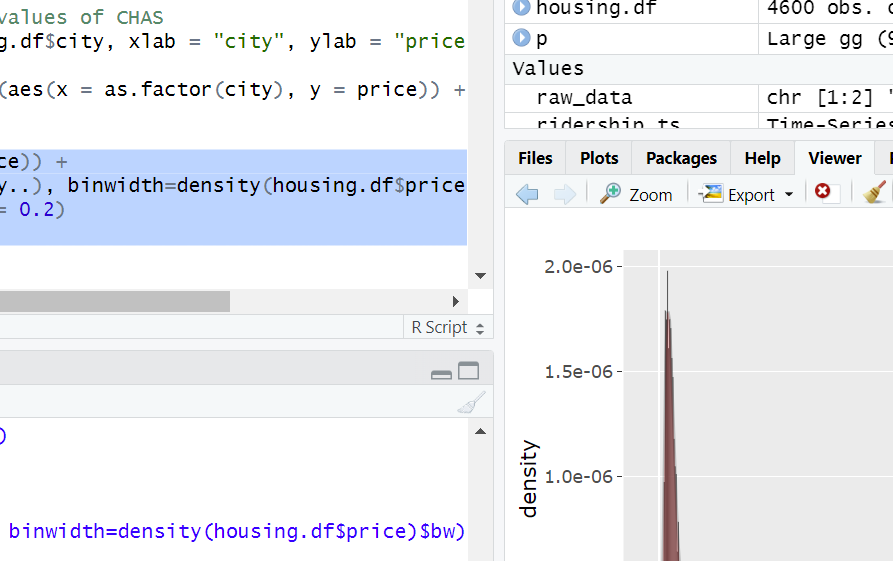 values of CHAS
g.df$city, xlab = "city", ylab = "price
(aes(x = as.factor(city), y = price)) +
ce)) +
y..), binwidth=density(housing.df$price
= 0.2)
R Script
)
binwidth=density(housing.df$price)$bw)
housing.df 4600 obs. o
p Large gg (9
Values
raw_data chr [1:2] "
ridership.ts Time-Series
Files Plots Packages Help Viewer
Zoom Export
2.0e-06
1.5e-06
1.0e-06
density